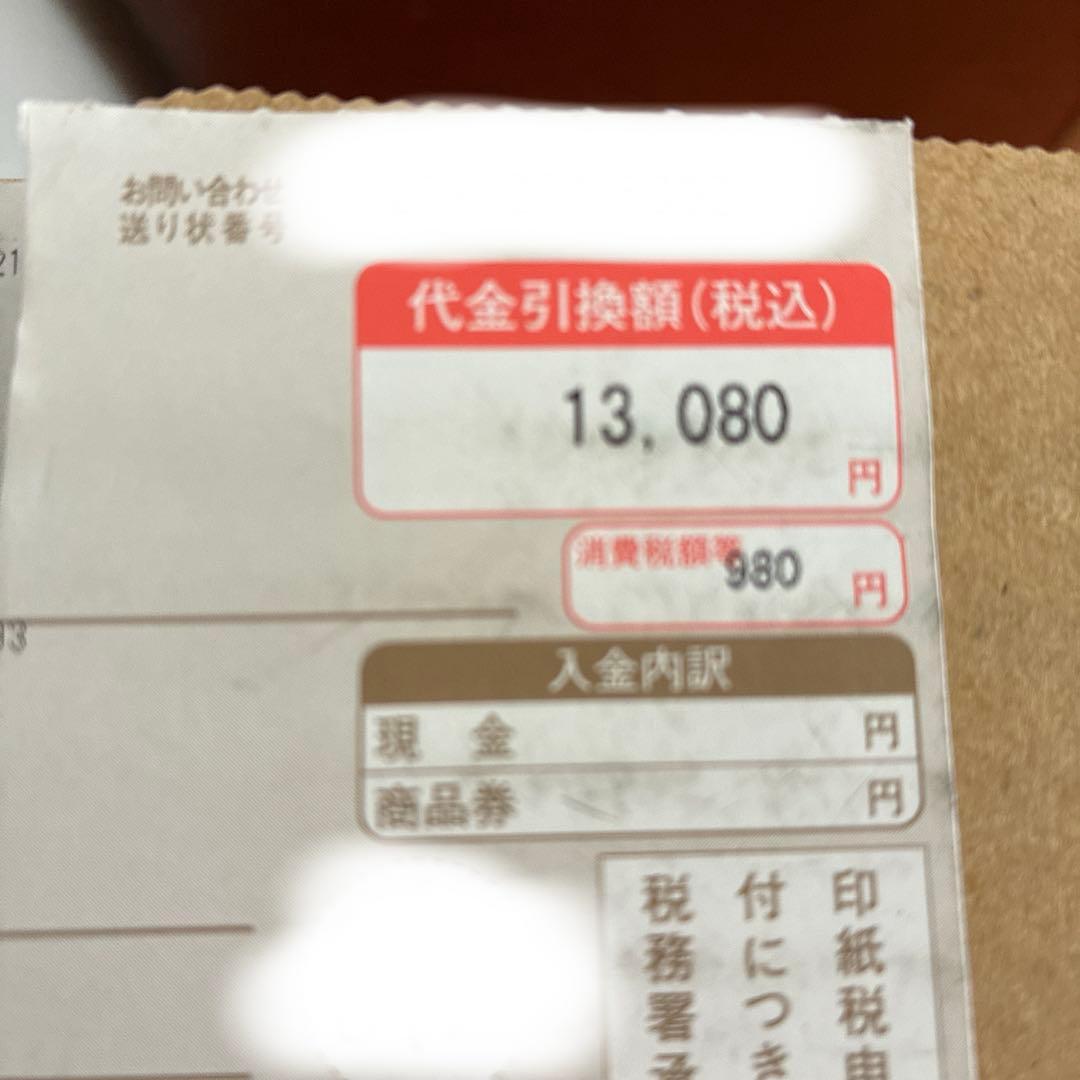 お問い合わせ
送り状番号
21
代金引換額(税込)
13,080
円
消費税額等
980
円
93
入金内訳
現 金
円
商品券
円
印紙税申
付につき
税務署承